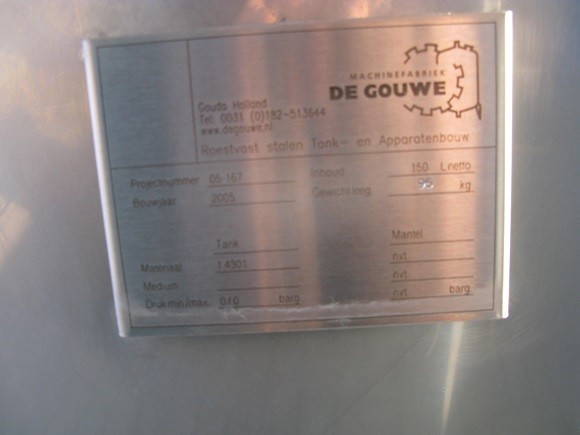 MACHINEFABRIEK
DE GOUWE
Gouda Holland
Tel: 0031 (0)182-513644
www.degouwe.nl
Roestvast stalen Tank- en Apparatenbouw
Projectnummer 05-167 Inhoud 150 L netto
Bouwjaar 2005 Gewicht leeg 95 kg
Tank Mantel
Materiaal 1.4301 nvt
Medium nvt
Druk min/max. 0/0 barg nvt barg